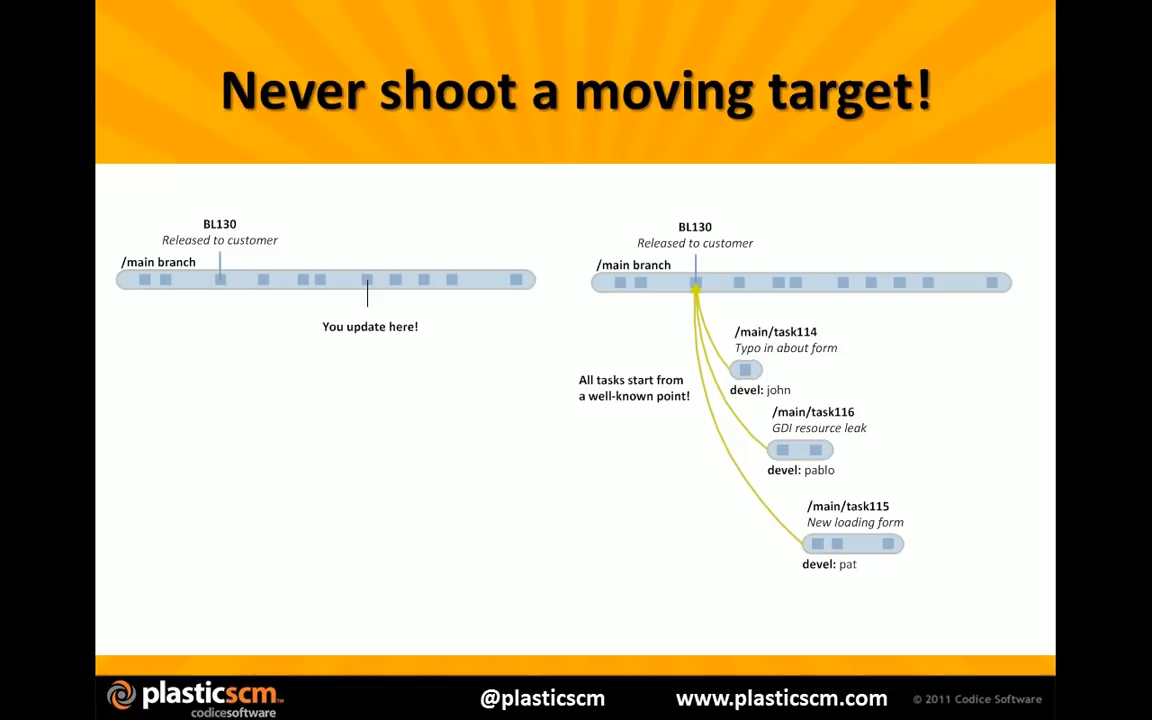 Never shoot a moving target!
BL130
Released to customer
/main branch
You update here!
BL130
Released to customer
/main branch
All tasks start from
a well-known point!
/main/task114
Typo in about form
devel: john
/main/task116
GDI resource leak
devel: pablo
/main/task115
New loading form
devel: pat
plasticscm™
codicesoftware
@plasticscm
www.plasticscm.com
© 2011 Codice Software